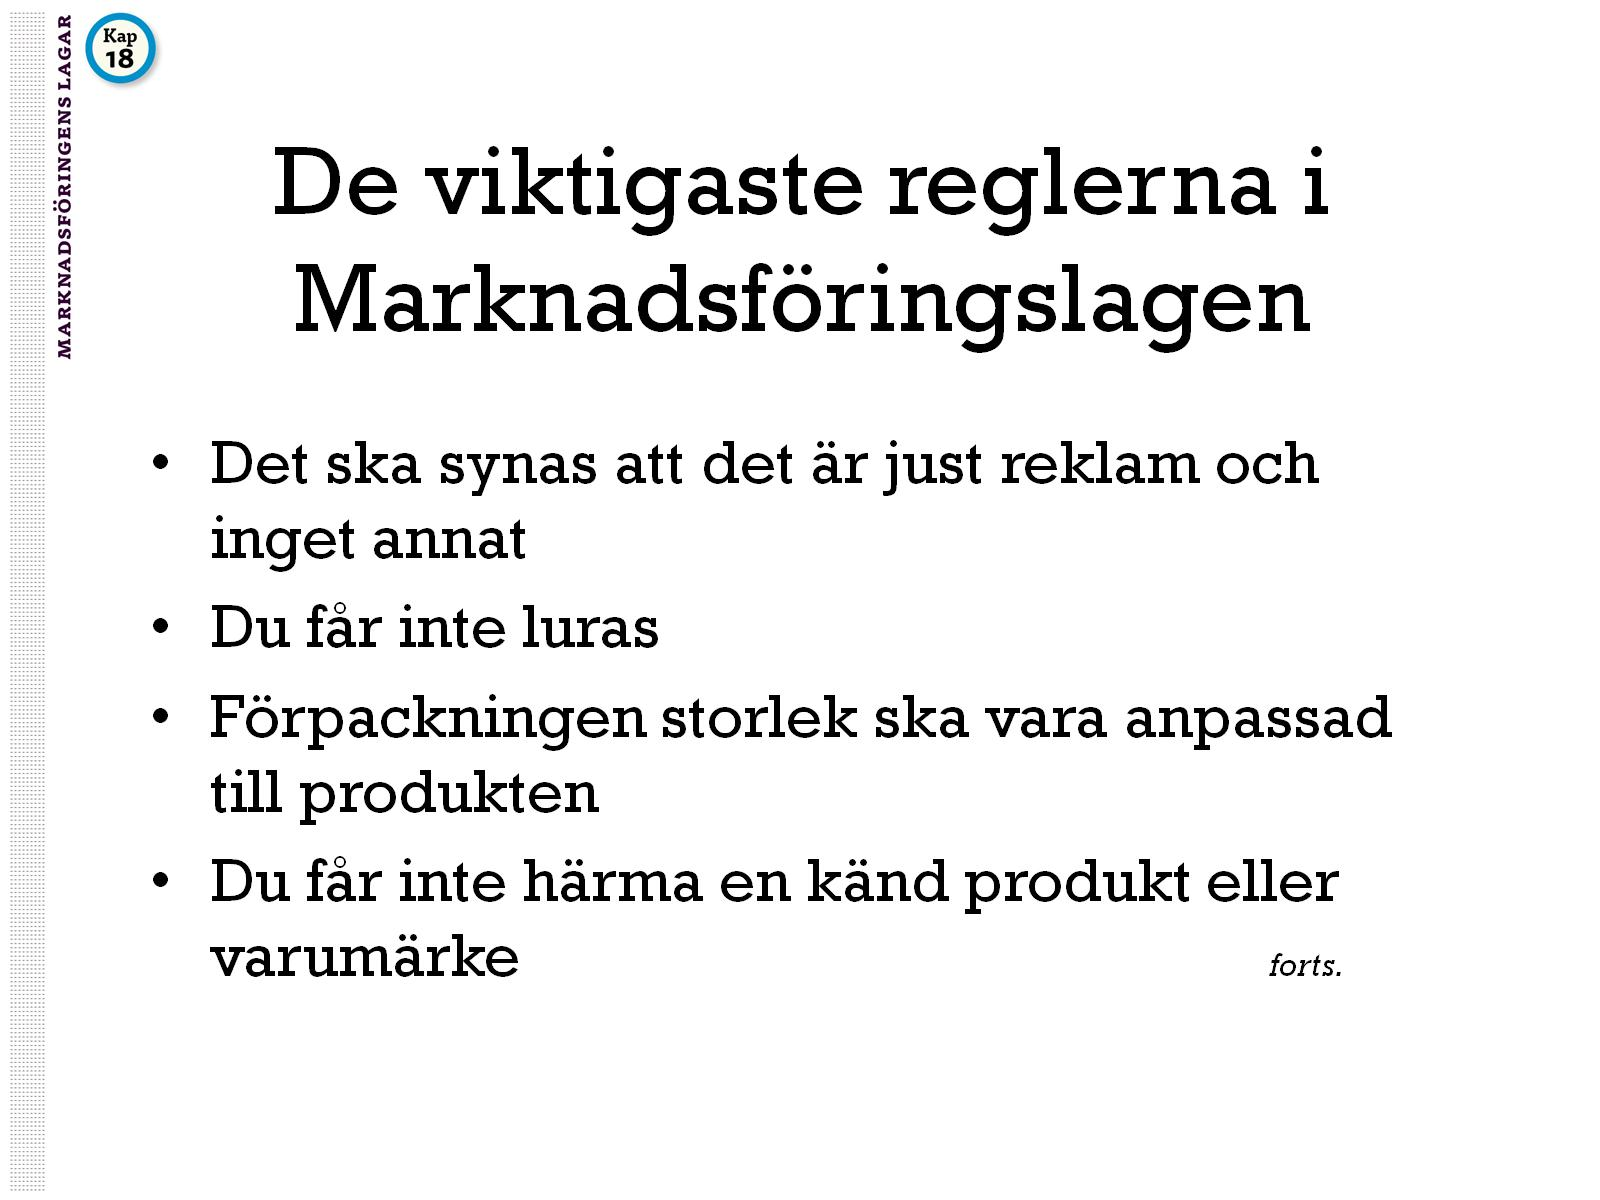 MARKNADSFÖRINGENS LAGAR
Kap
18
De viktigaste reglerna i
Marknadsföringslagen
• Det ska synas att det är just reklam och
inget annat
• Du får inte luras
• Förpackningen storlek ska vara anpassad
till produkten
• Du får inte härma en känd produkt eller
varumärke forts.